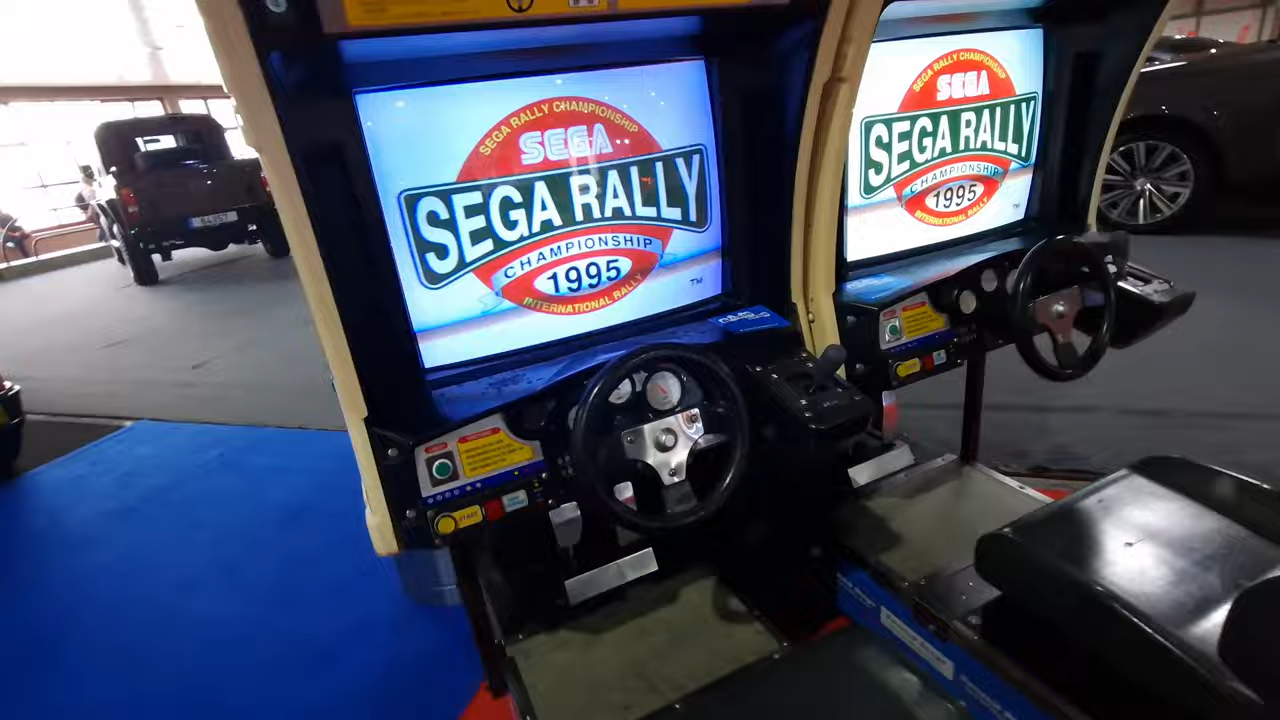 SEGA RALLY CHAMPIONSHIP
SEGA
SEGA RALLY
CHAMPIONSHIP
1995
INTERNATIONAL RALLY
TM
START
SEGA RALLY CHAMPIONSHIP
SEGA
SEGA RALLY
CHAMPIONSHIP
1995
INTERNATIONAL RALLY
TM